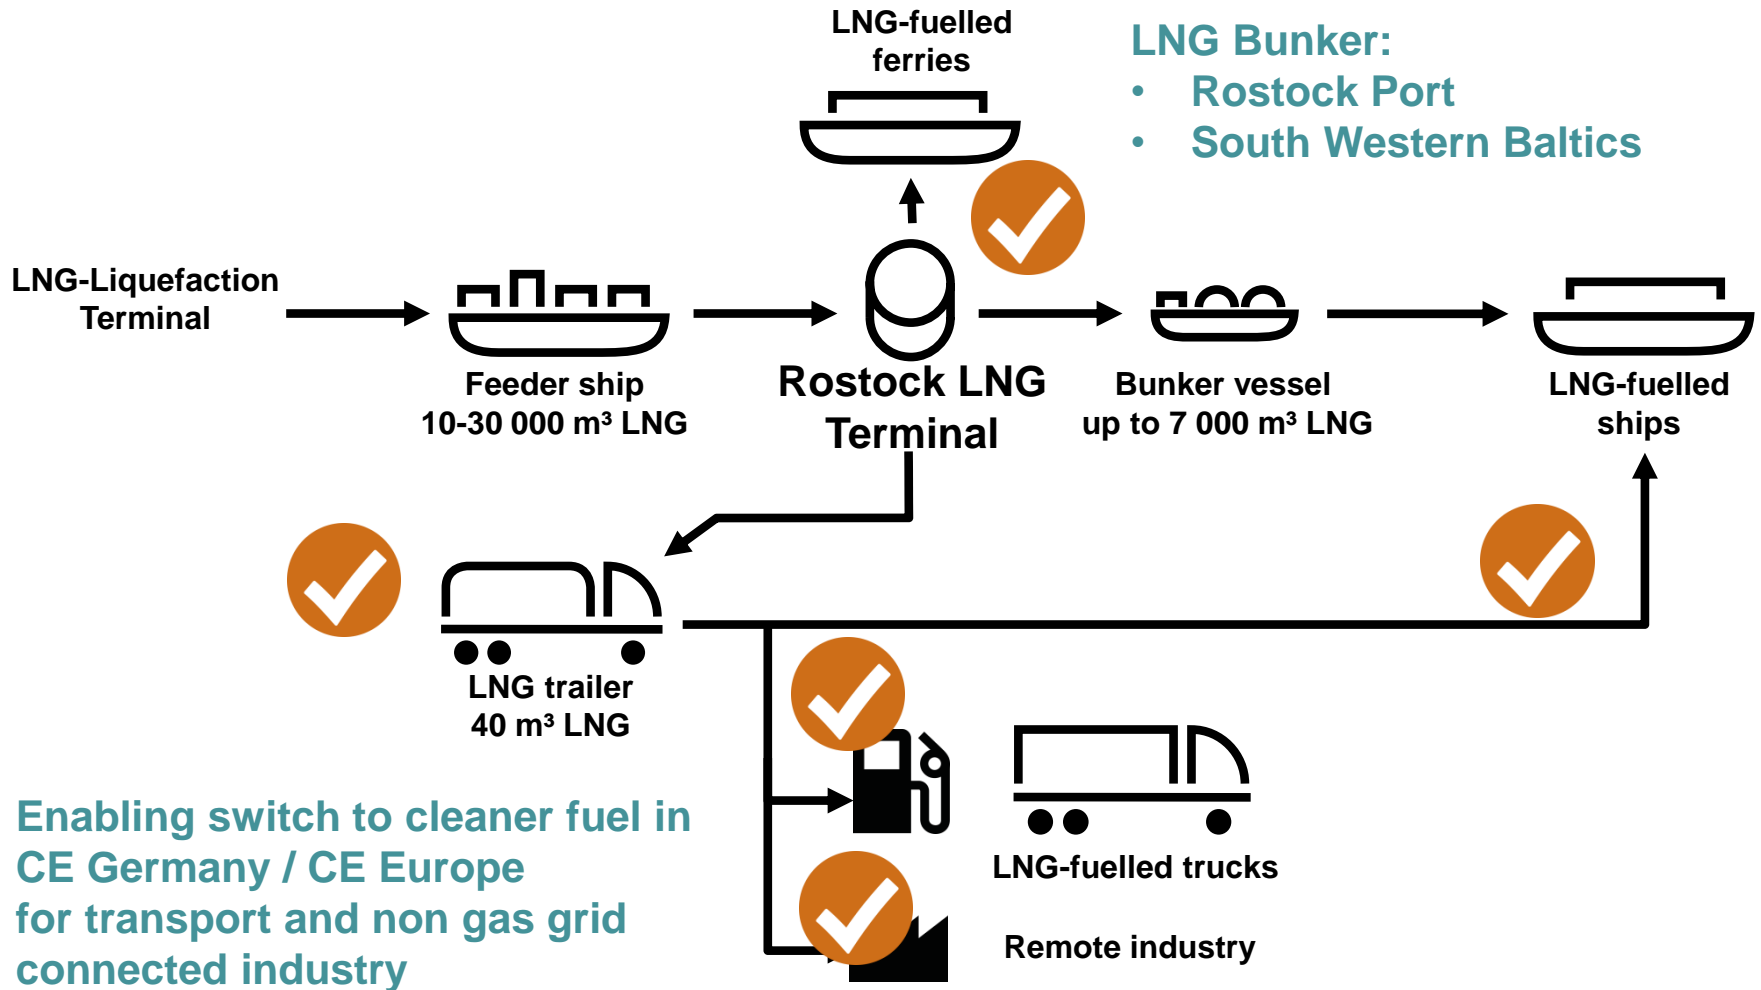 LNG-fuelled
ferries
LNG Bunker:
• Rostock Port
• South Western Baltics
LNG-Liquefaction
Terminal
Feeder ship
10-30 000 m³ LNG
Rostock LNG
Terminal
Bunker vessel
up to 7 000 m³ LNG
LNG-fuelled
ships
LNG trailer
40 m³ LNG
LNG-fuelled trucks
Remote industry
Enabling switch to cleaner fuel in
CE Germany / CE Europe
for transport and non gas grid
connected industry